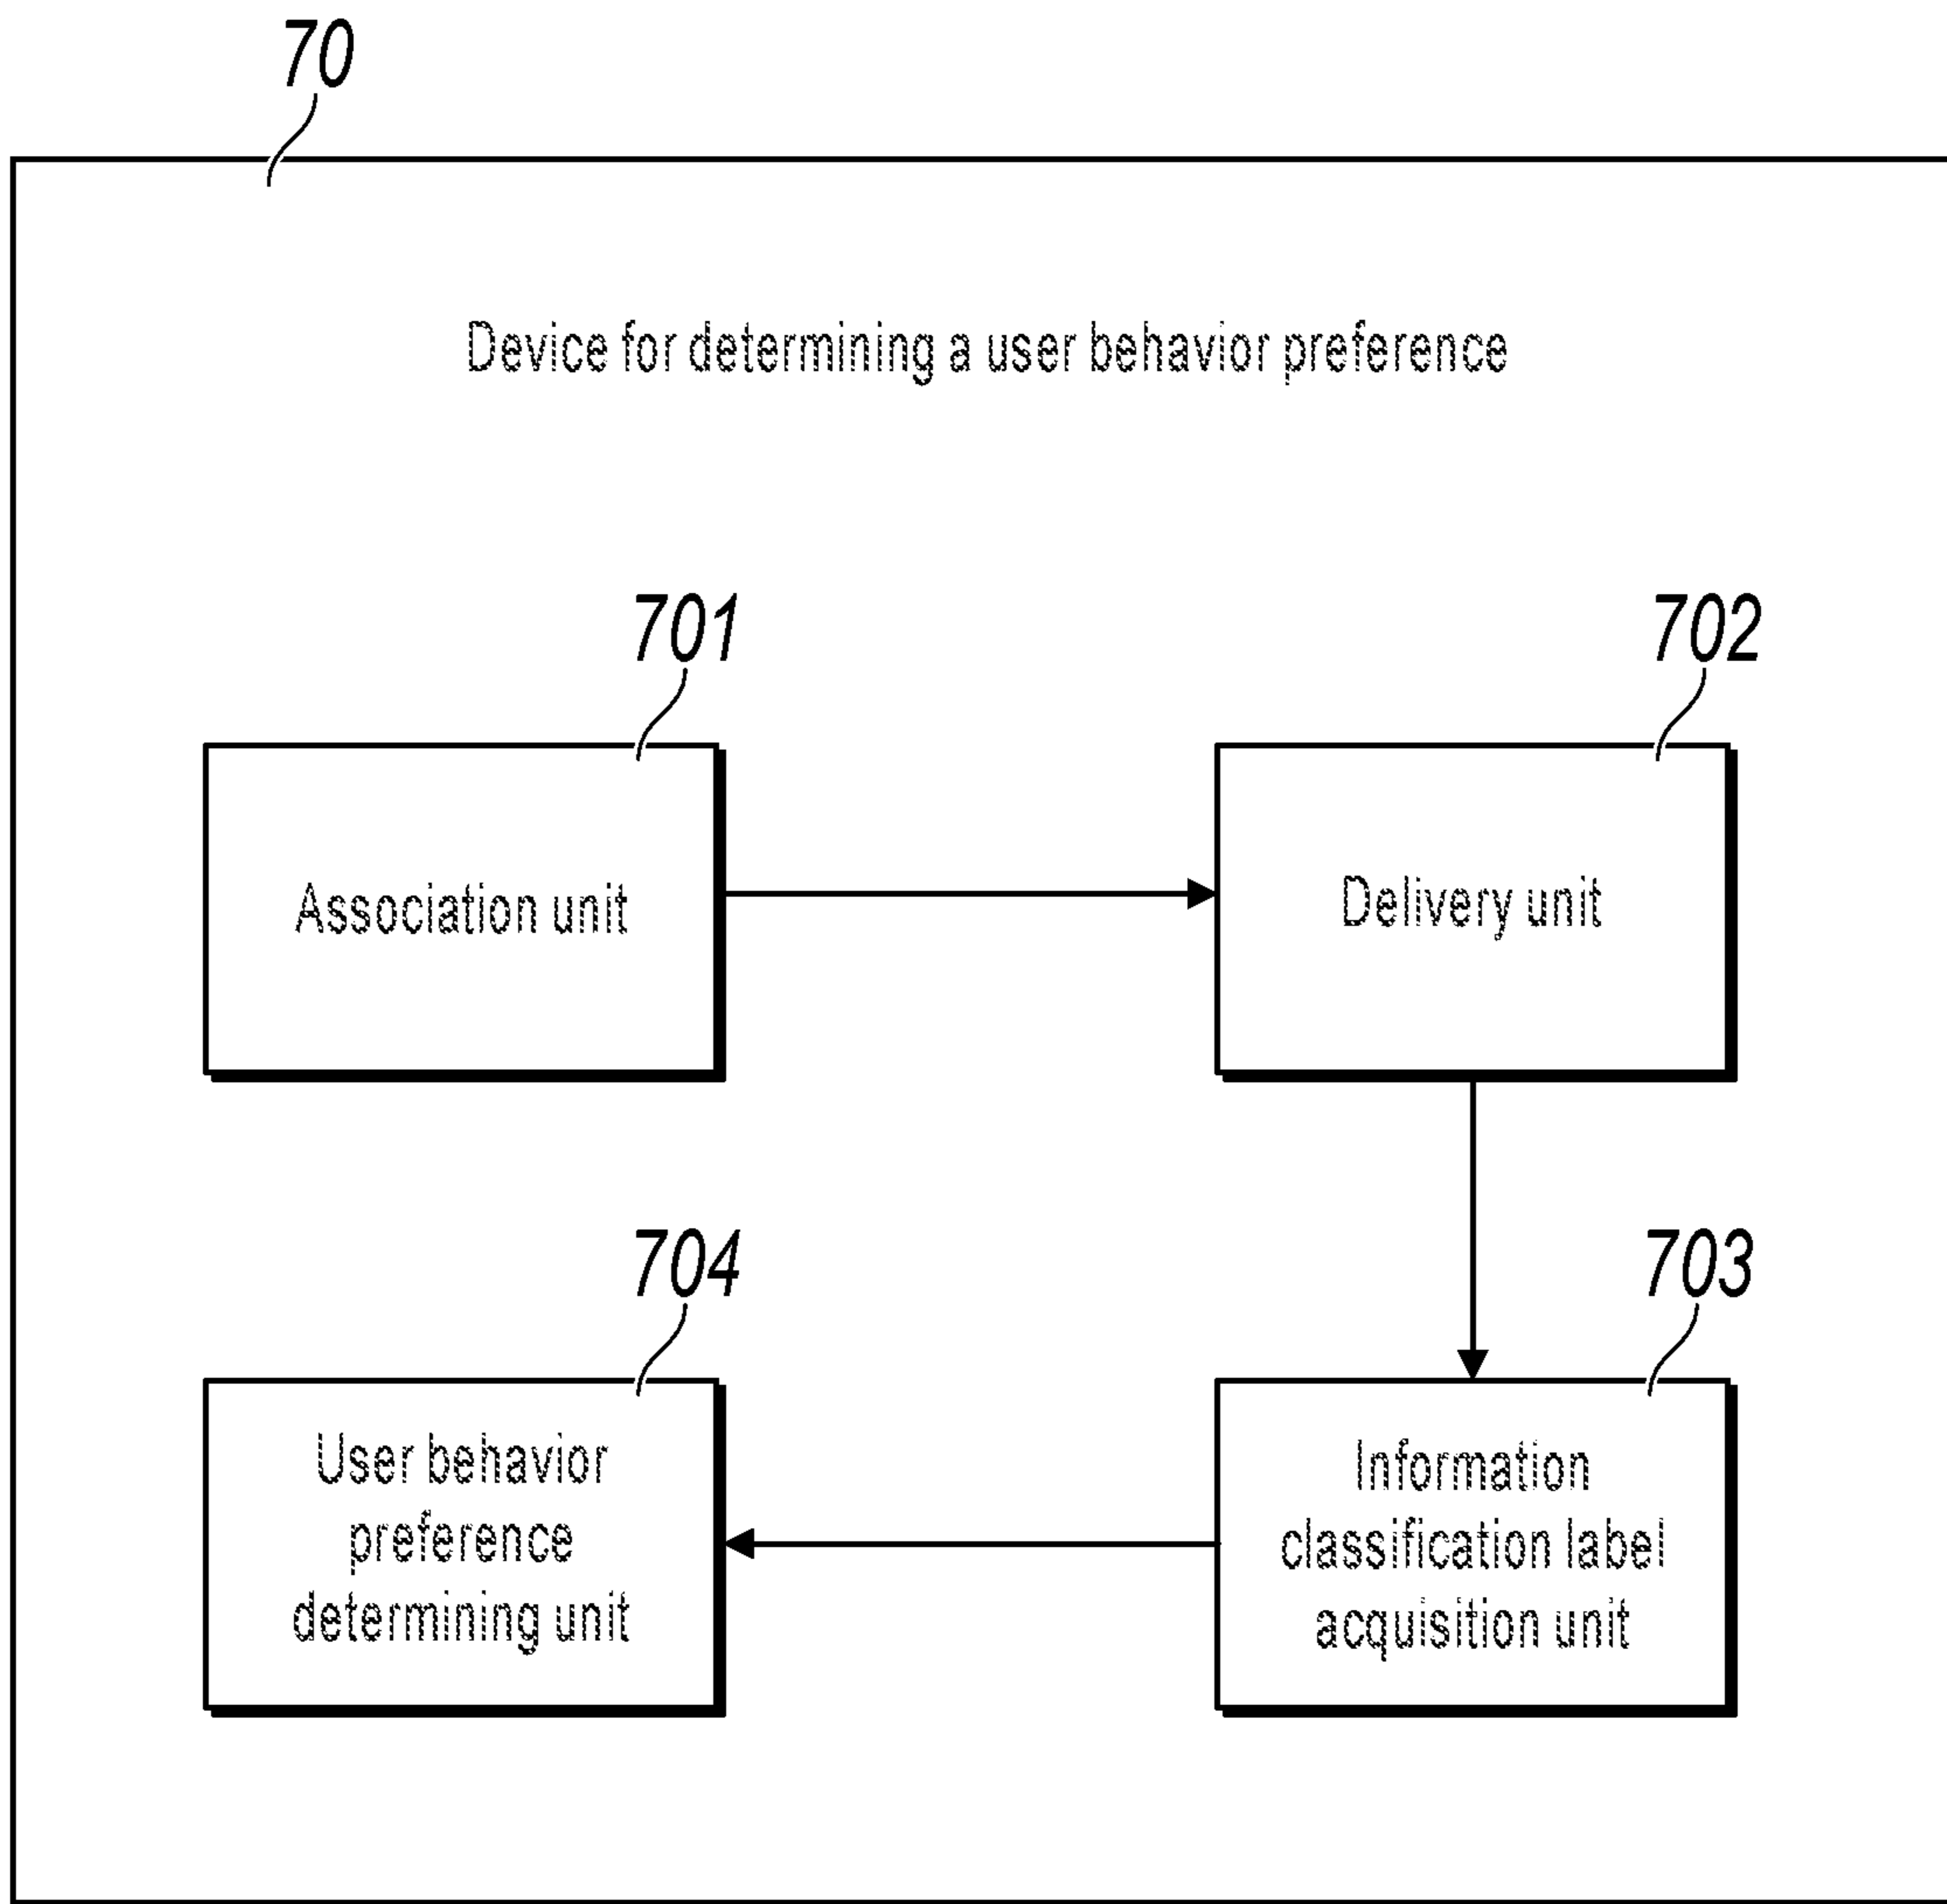 70
Device for determining a user behavior preference
701
702
Association unit
Delivery unit
704
703
User behavior
preference
determining unit
Information
classification label
acquisition unit